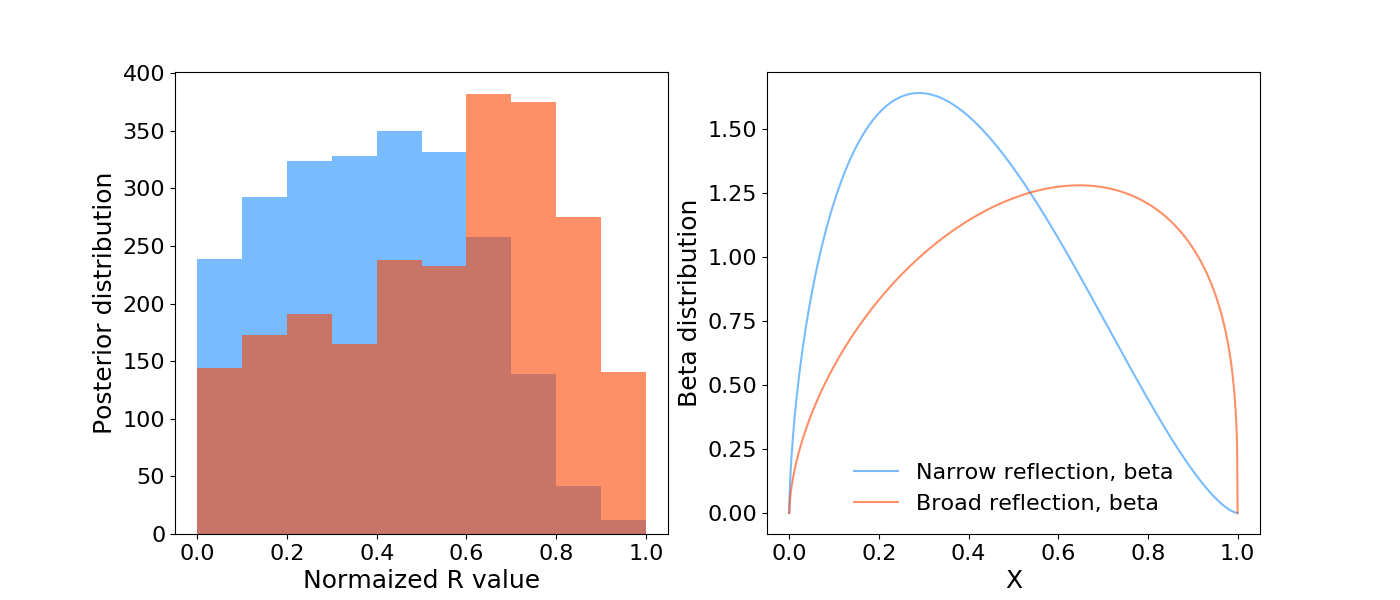 400
350
300
250
200
150
100
50
0
Posterior distribution
0.0 0.2 0.4 0.6 0.8 1.0
Normaized R value
1.50
1.25
1.00
0.75
0.50
0.25
0.00
Beta distribution
Narrow reflection, beta
Broad reflection, beta
0.0 0.2 0.4 0.6 0.8 1.0
X